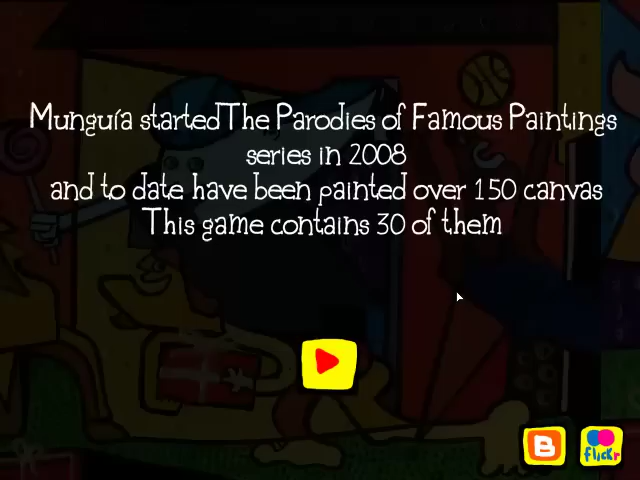 Munguía startedThe Parodies of Famous Paintings
series in 2008
and to date have been painted over 150 canvas
This game contains 30 of them
B
flickr